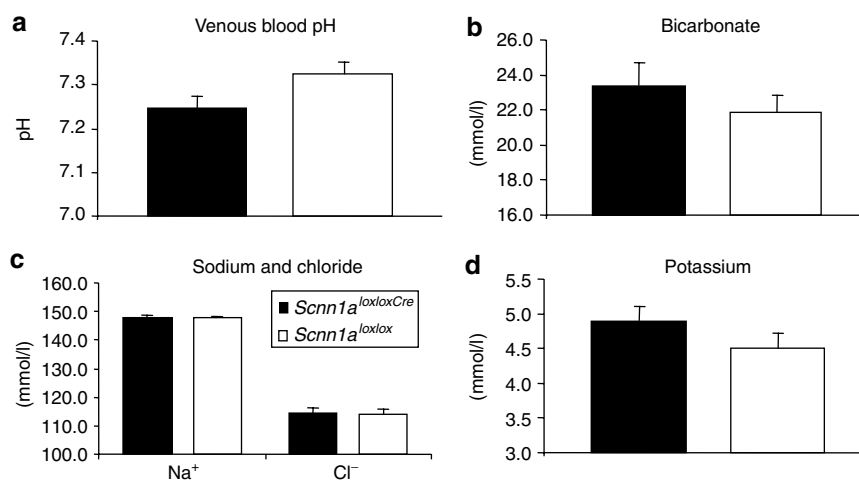 a
Venous blood pH
7.4
7.3
7.2
7.1
7.0
pH
b
Bicarbonate
26.0
24.0
22.0
20.0
18.0
16.0
(mmol/l)
c
Sodium and chloride
160.0
150.0
140.0
130.0
120.0
110.0
100.0
(mmol/l)
Scnn1a^loxloxCre
Scnn1a^loxlox
Na⁺
Cl⁻
d
Potassium
5.5
5.0
4.5
4.0
3.5
3.0
(mmol/l)